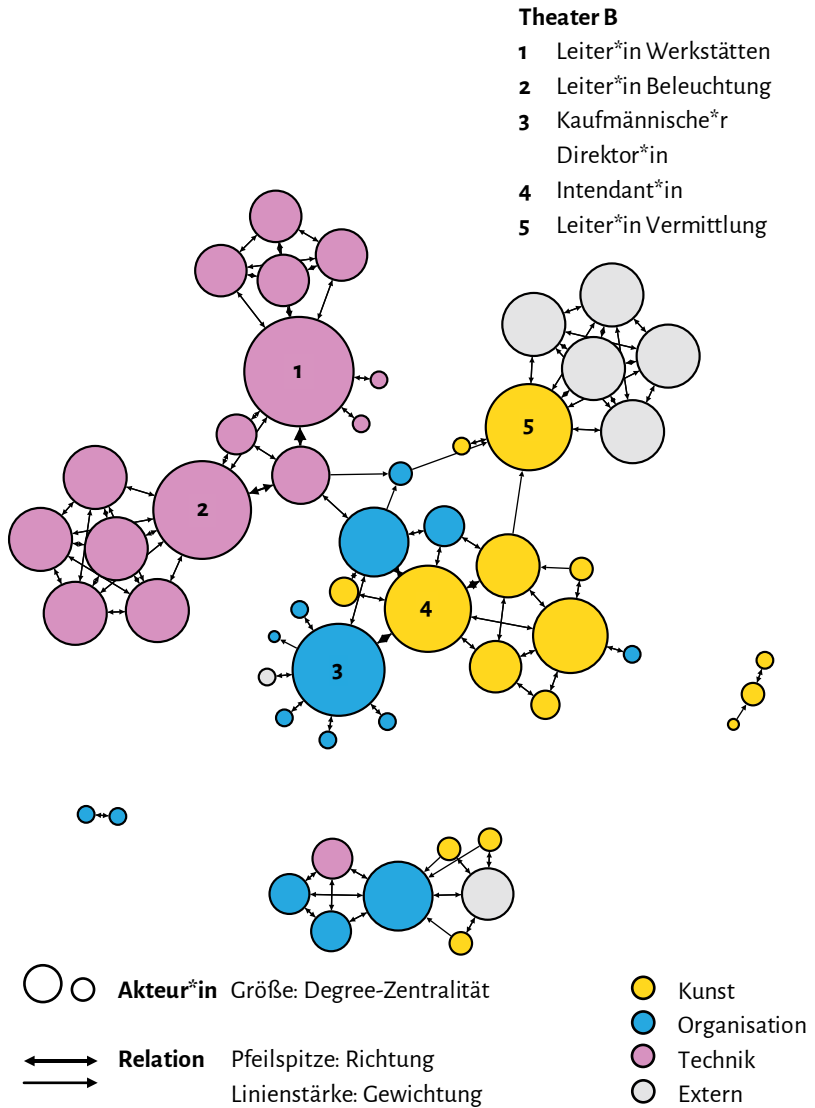 Theater B
1 Leiter*in Werkstätten
2 Leiter*in Beleuchtung
3 Kaufmännische*r
Direktor*in
4 Intendant*in
5 Leiter*in Vermittlung
1
5
2
4
3
Akteur*in Größe: Degree-Zentralität
Relation Pfeilspitze: Richtung
Linienstärke: Gewichtung
Kunst
Organisation
Technik
Extern